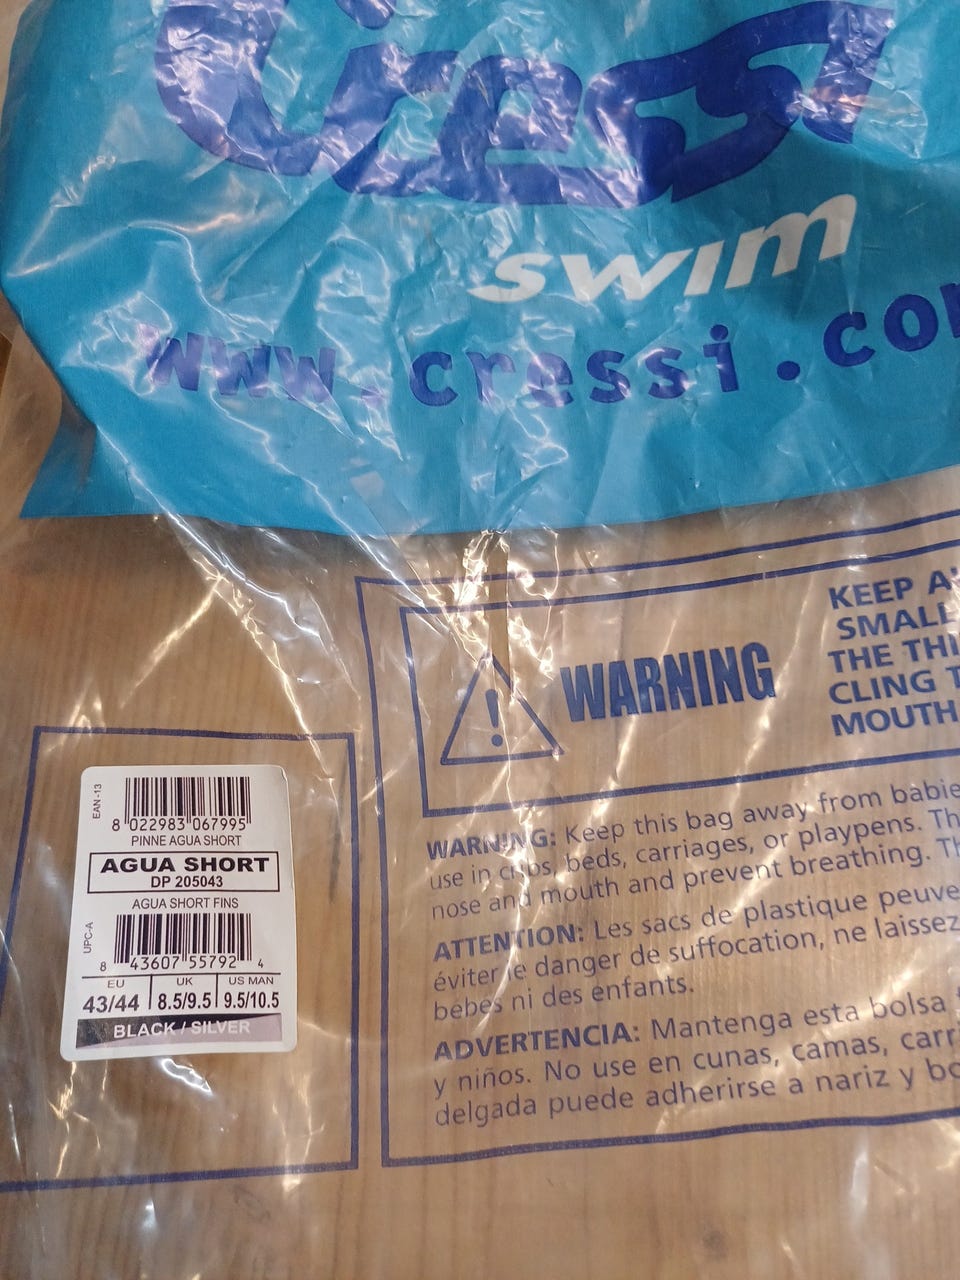 Cressi
swim
www.cressi.co
WARNING
KEEP A
SMALL
THE THI
CLING T
MOUTH
EAN-13
8 022983 067995
PINNE AGUA SHORT
AGUA SHORT
DP 205043
AGUA SHORT FINS
UPC-A
8 43607 55792 4
EU UK US MAN
43/44 8.5/9.5 9.5/10.5
BLACK / SILVER
WARNING: Keep this bag away from babie
use in cribs, beds, carriages, or playpens. Th
nose and mouth and prevent breathing. Th
ATTENTION: Les sacs de plastique peuve
éviter le danger de suffocation, ne laissez
bébés ni des enfants.
ADVERTENCIA: Mantenga esta bolsa
y niños. No use en cunas, camas, carr
delgada puede adherirse a nariz y bo